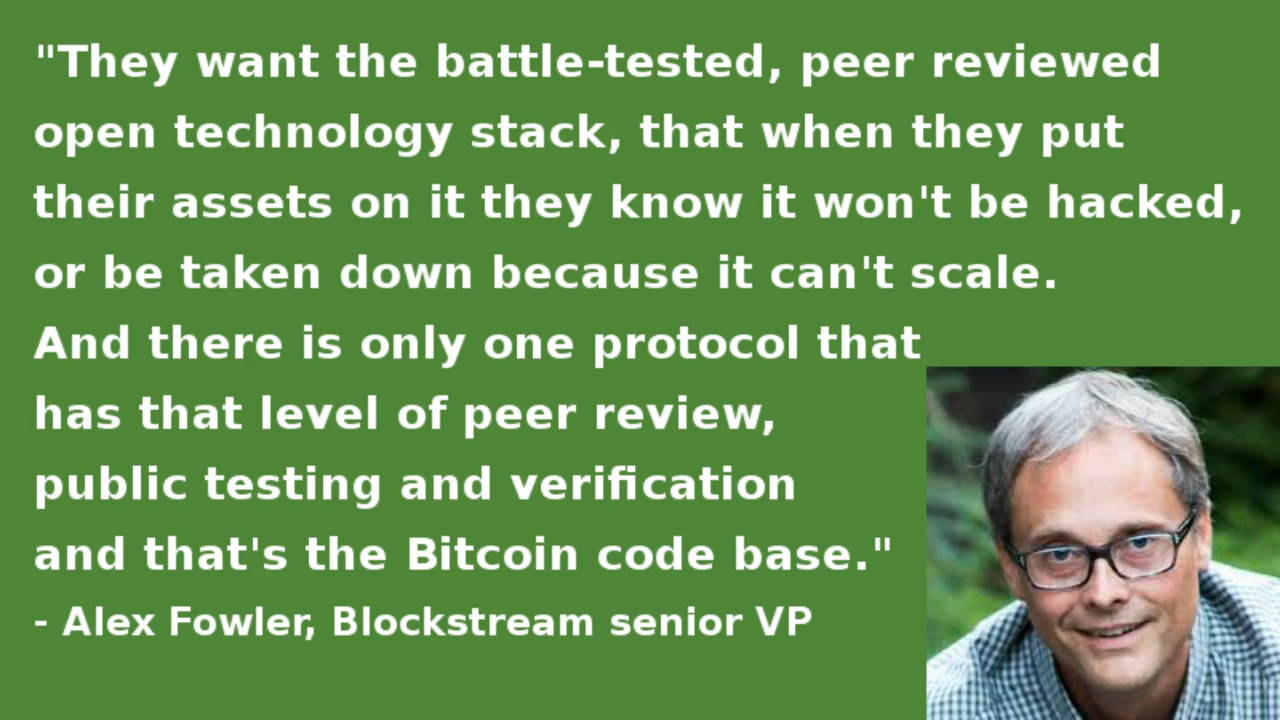 "They want the battle-tested, peer reviewed
open technology stack, that when they put
their assets on it they know it won't be hacked,
or be taken down because it can't scale.
And there is only one protocol that
has that level of peer review,
public testing and verification
and that's the Bitcoin code base."
- Alex Fowler, Blockstream senior VP